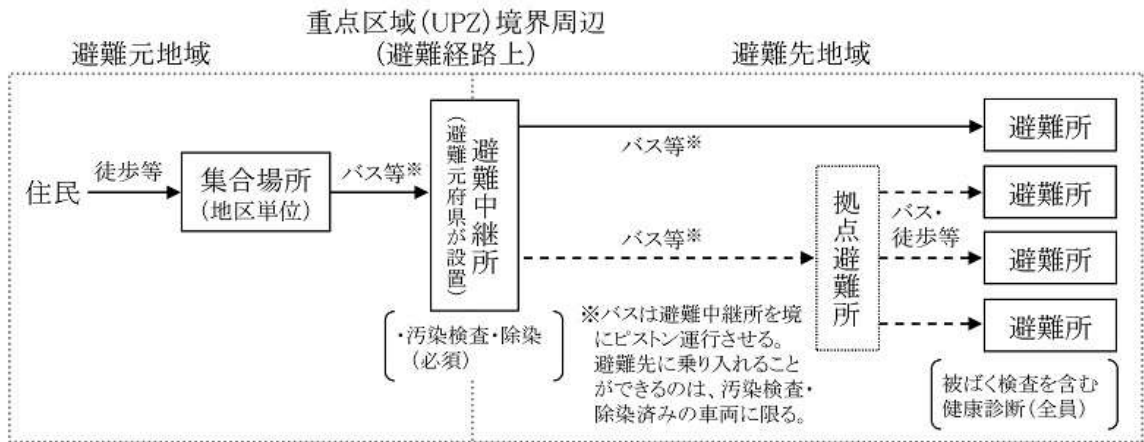 重点区域(UPZ)境界周辺
(避難経路上)
避難元地域
避難先地域
住民
徒歩等
集合場所
(地区単位)
バス等※
避難中継所
(避難元府県が設置)
・汚染検査・除染
(必須)
バス等※
避難所
バス等※
拠点避難所
バス・
徒歩等
避難所
避難所
避難所
※バスは避難中継所を境
にピストン運行させる。
避難先に乗り入れること
ができるのは、汚染検査・
除染済みの車両に限る。
被ばく検査を含む
健康診断(全員)